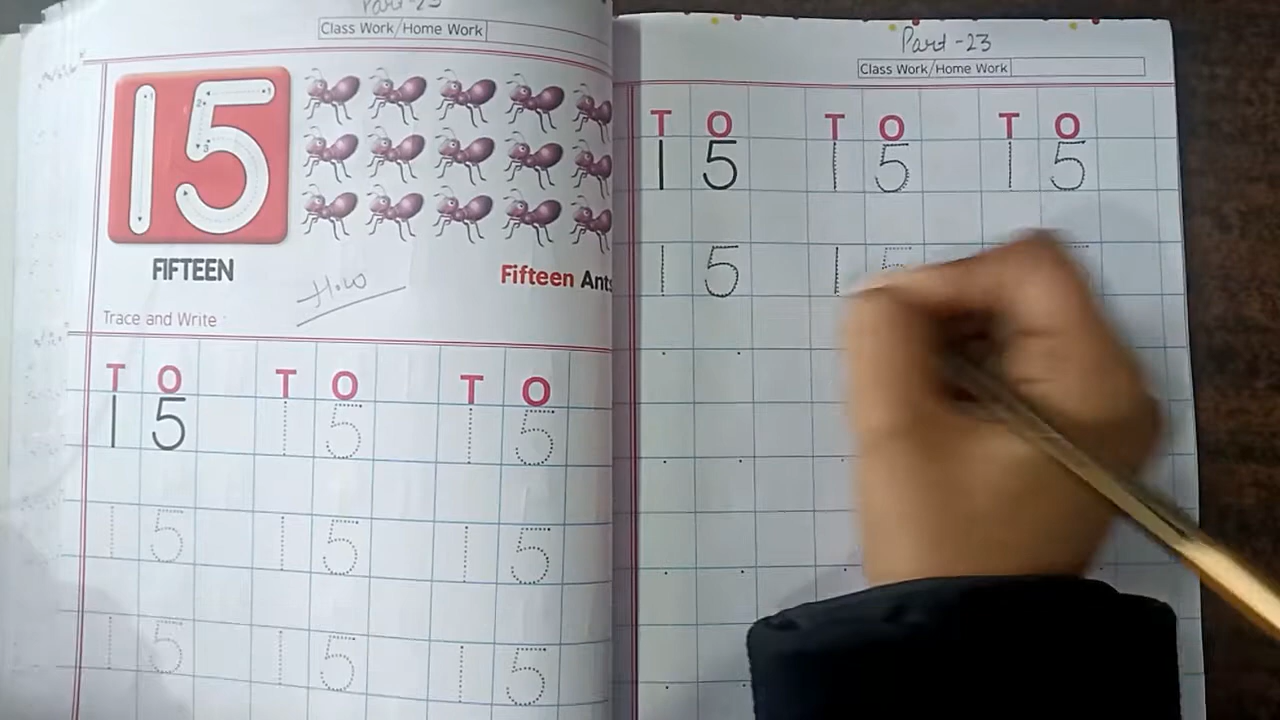 Part-23
Class Work/Home Work
15
FIFTEEN
H.W
Fifteen Ants
Trace and Write
T O T O T O
15 15 15
15 15 15
15 15 15
Part-23
Class Work/Home Work
T O T O T O
15 15 15
15 15